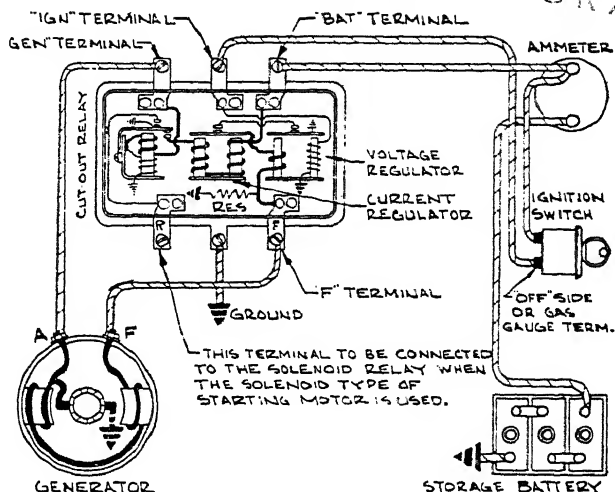 "IGN" TERMINAL
"BAT" TERMINAL
GEN" TERMINAL
AMMETER
CUT-OUT RELAY
VOLTAGE
REGULATOR
CURRENT
REGULATOR
RES
R
F
IGNITION
SWITCH
"F" TERMINAL
"OFF" SIDE
OR GAS
GAUGE TERM.
GROUND
A
F
THIS TERMINAL TO BE CONNECTED
TO THE SOLENOID RELAY WHEN
THE SOLENOID TYPE OF
STARTING MOTOR IS USED.
GENERATOR
STORAGE BATTERY